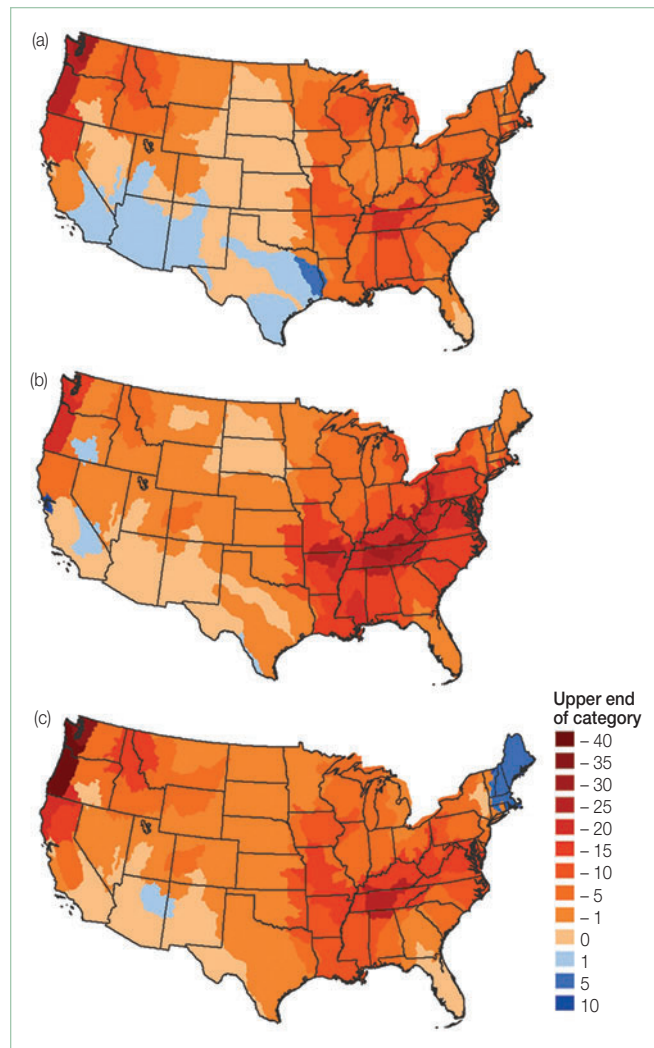 (a)
(b)
(c)
Upper end
of category
– 40
– 35
– 30
– 25
– 20
– 15
– 10
– 5
– 1
0
1
5
10